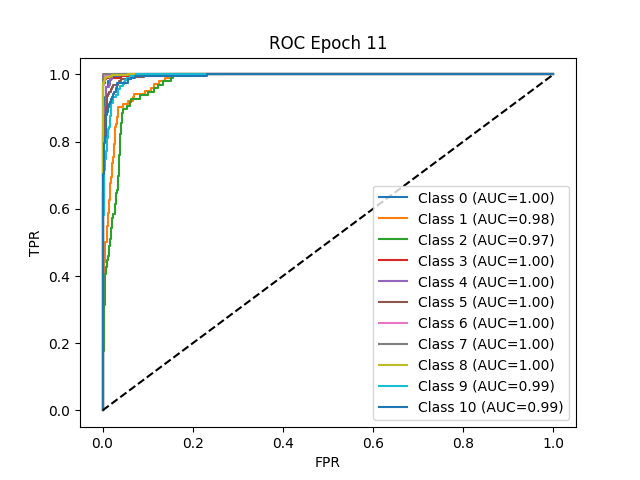 ROC Epoch 11
1.0
0.8
0.6
0.4
0.2
0.0
TPR
Class 0 (AUC=1.00)
Class 1 (AUC=0.98)
Class 2 (AUC=0.97)
Class 3 (AUC=1.00)
Class 4 (AUC=1.00)
Class 5 (AUC=1.00)
Class 6 (AUC=1.00)
Class 7 (AUC=1.00)
Class 8 (AUC=1.00)
Class 9 (AUC=0.99)
Class 10 (AUC=0.99)
0.0 0.2 0.4 0.6 0.8 1.0
FPR